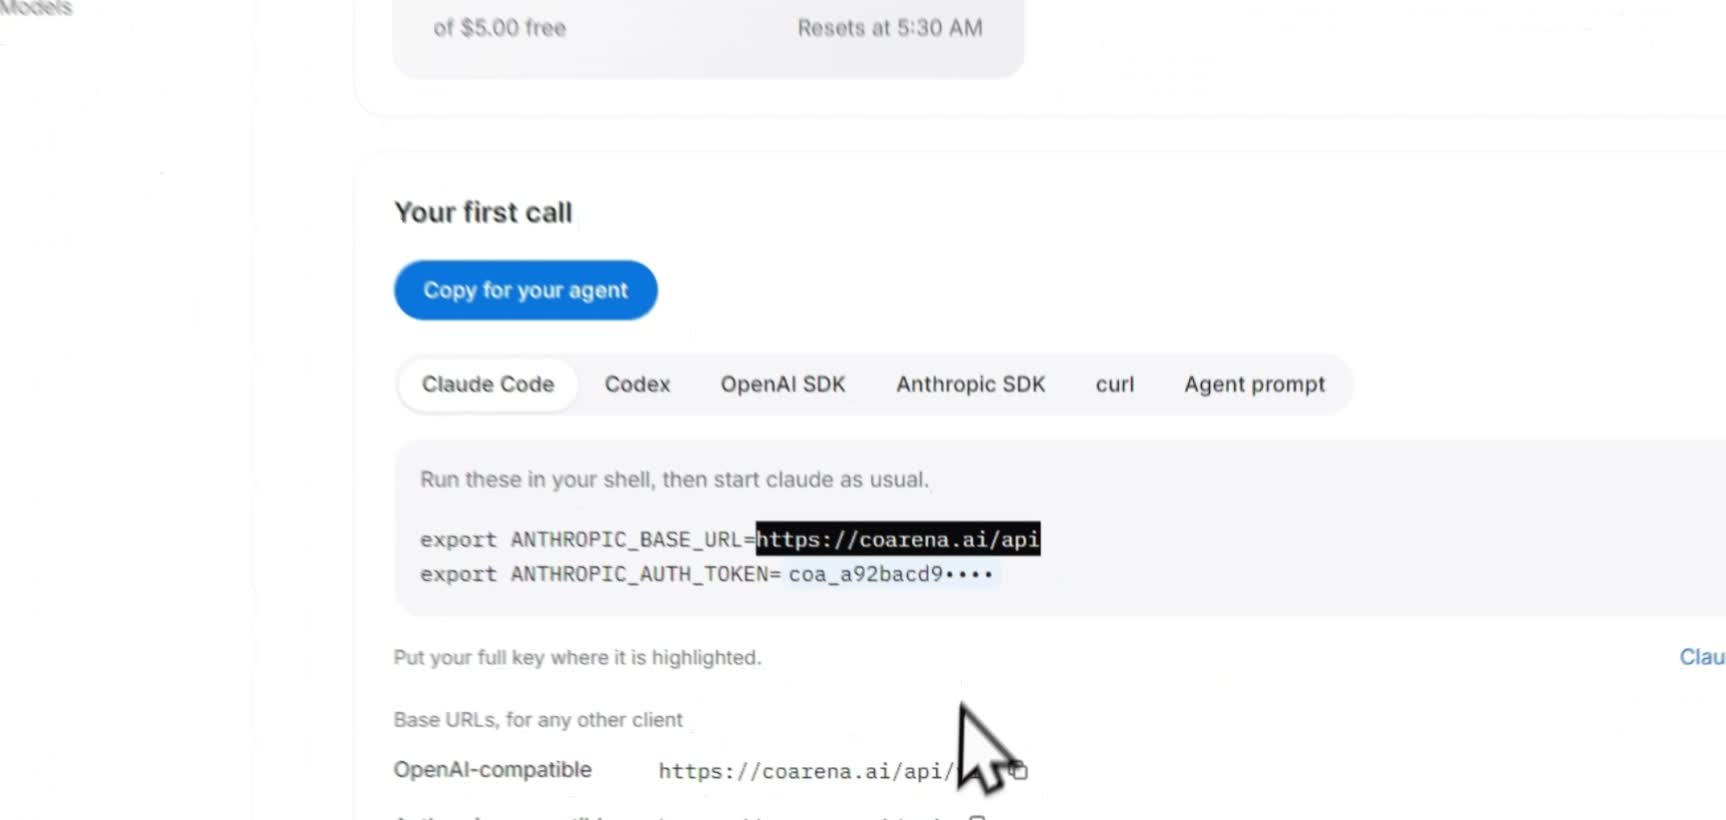 Models
of $5.00 free
Resets at 5:30 AM
Your first call
Copy for your agent
Claude Code
Codex
OpenAI SDK
Anthropic SDK
curl
Agent prompt
Run these in your shell, then start claude as usual.
export ANTHROPIC_BASE_URL=https://coarena.ai/api
export ANTHROPIC_AUTH_TOKEN= coa_a92bacd9••••
Put your full key where it is highlighted.
Clau
Base URLs, for any other client
OpenAI-compatible
https://coarena.ai/api/